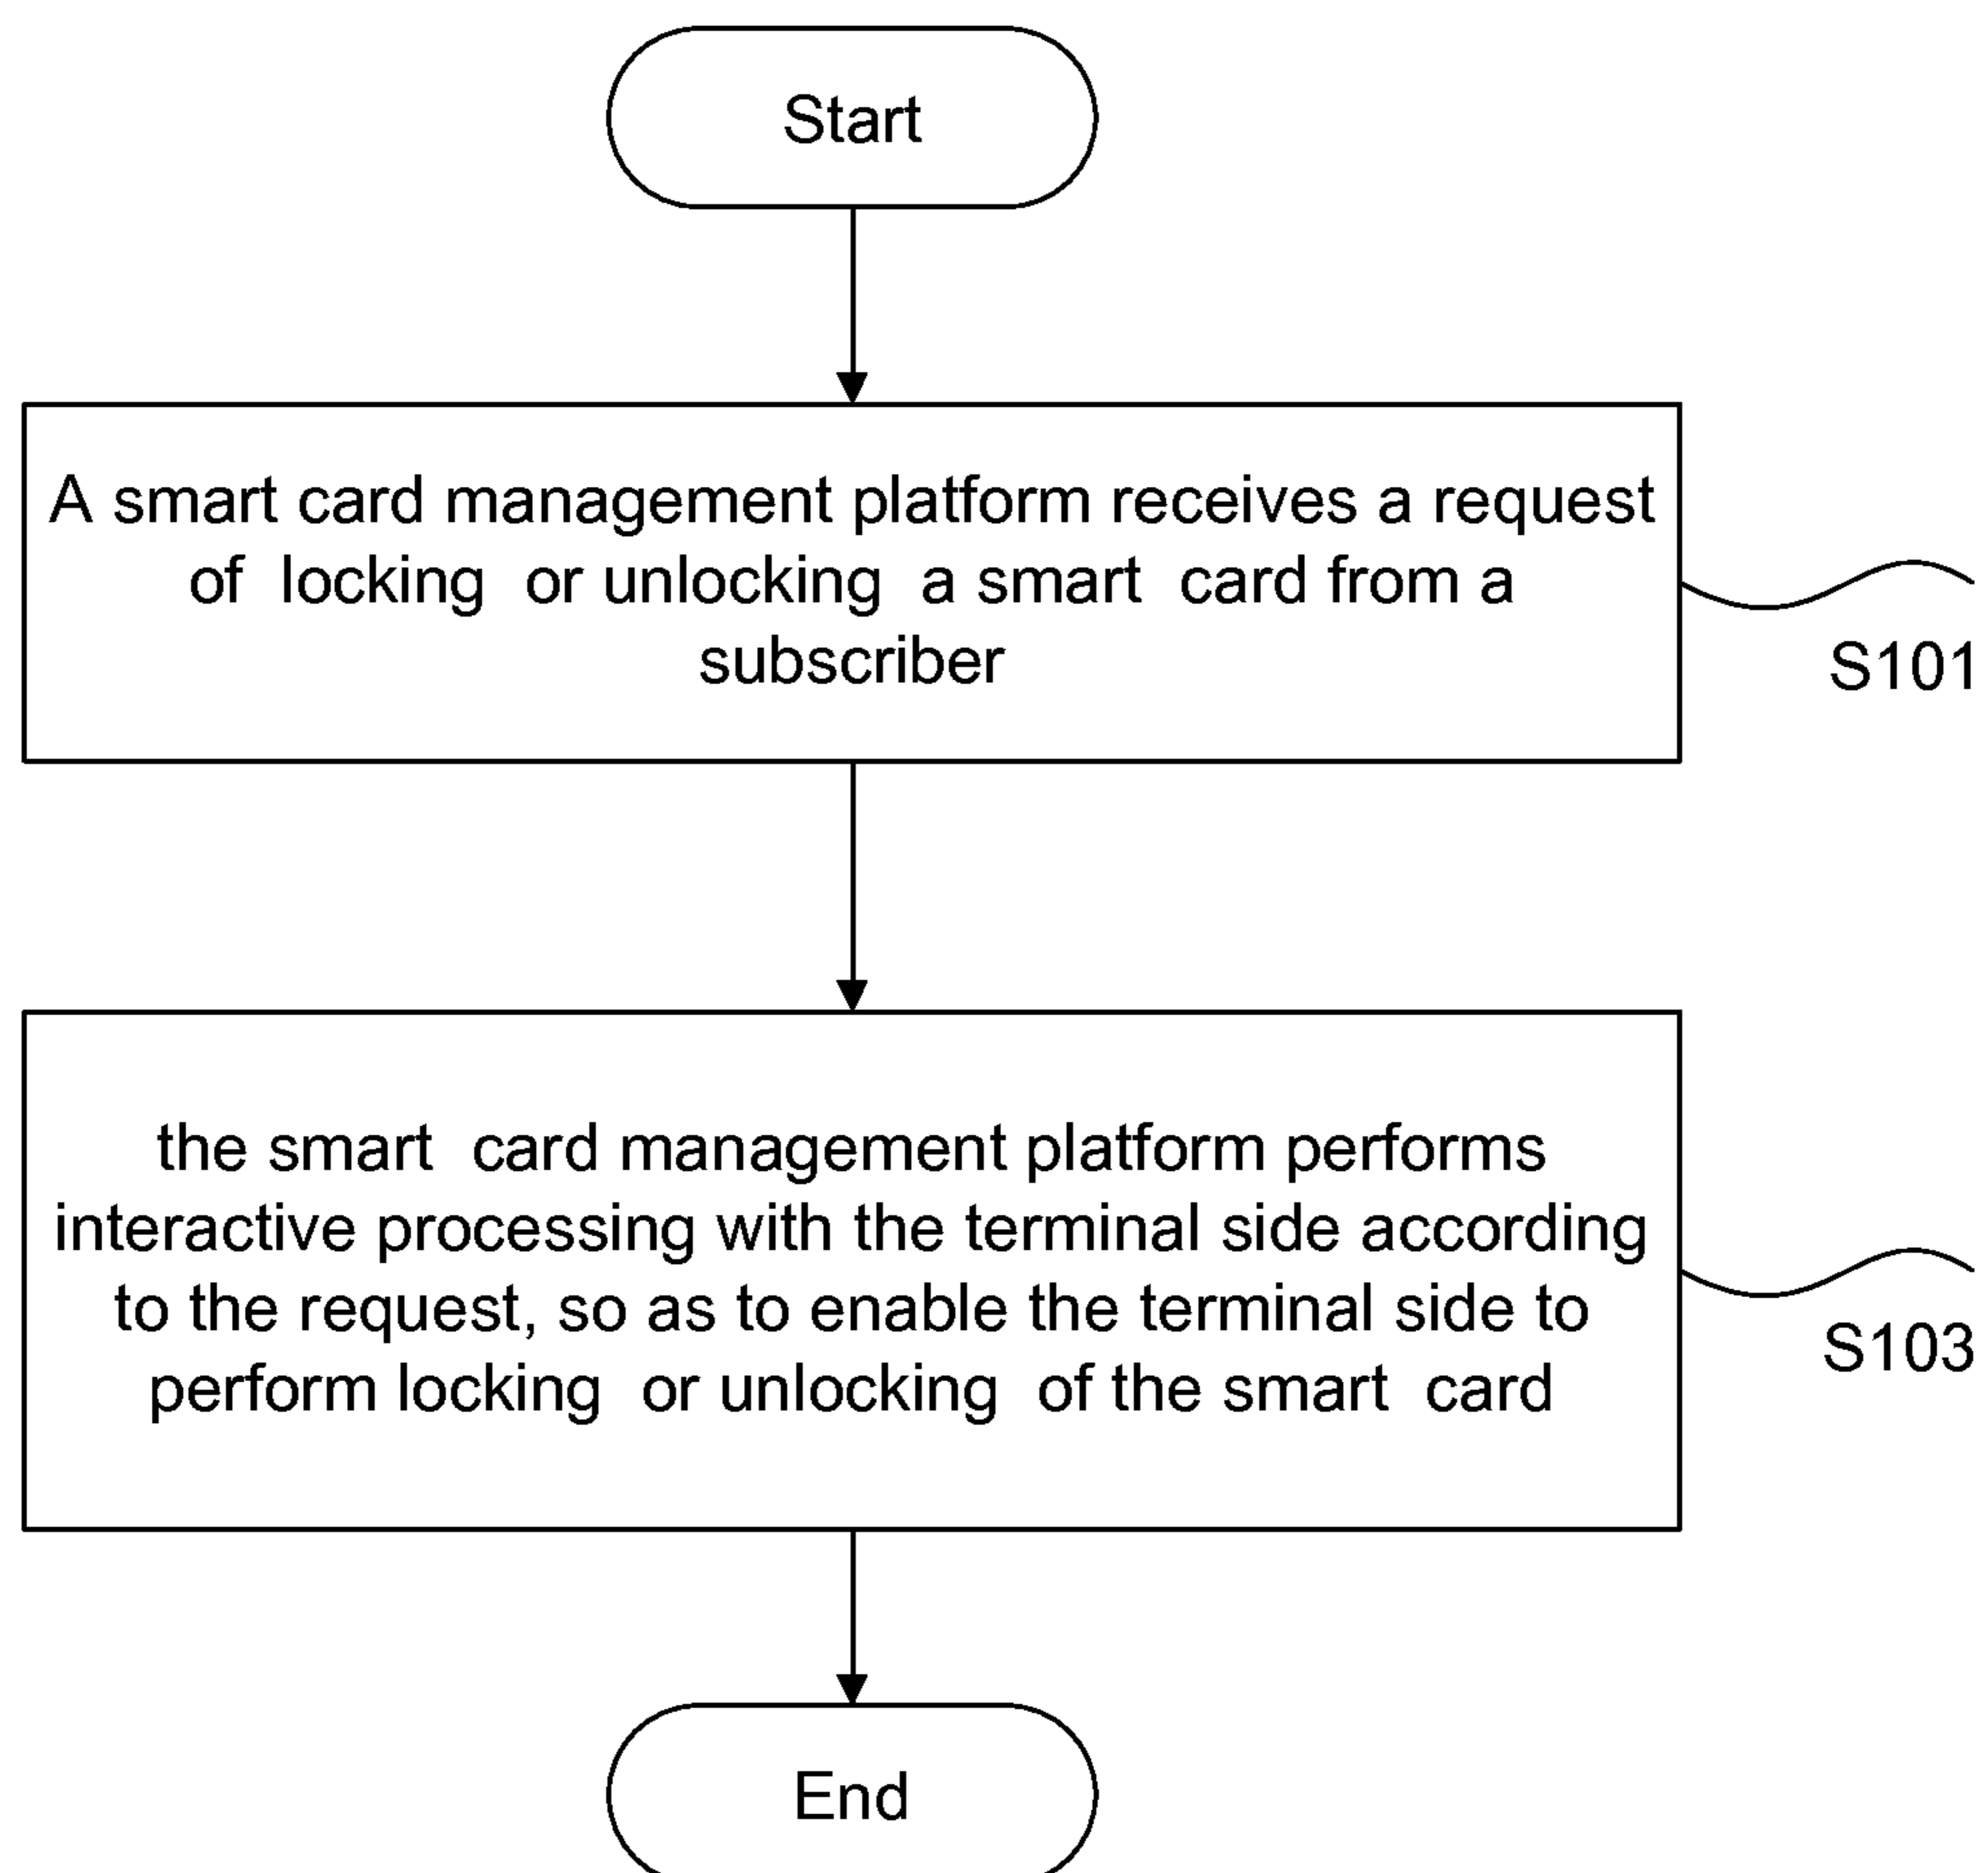 Start
A smart card management platform receives a request
of locking or unlocking a smart card from a
subscriber
S101
the smart card management platform performs
interactive processing with the terminal side according
to the request, so as to enable the terminal side to
perform locking or unlocking of the smart card
S103
End